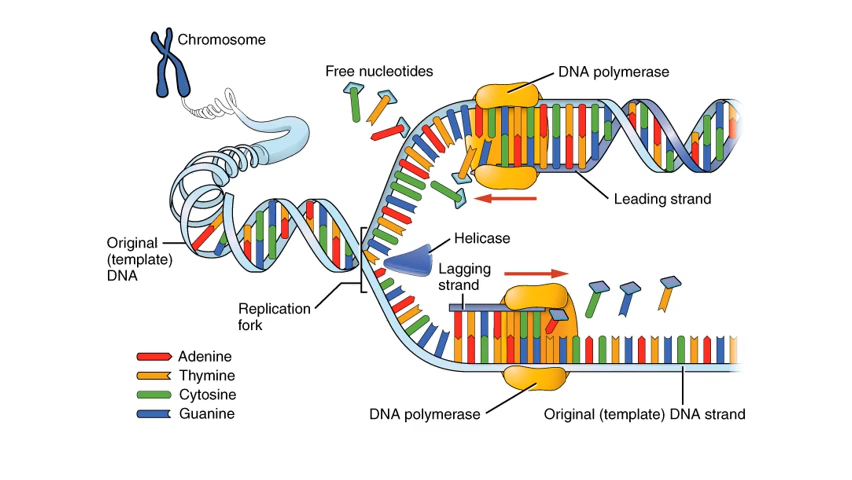 Chromosome
Free nucleotides
DNA polymerase
Leading strand
Helicase
Original
(template)
DNA
Lagging
strand
Replication
fork
Adenine
Thymine
Cytosine
Guanine
DNA polymerase
Original (template) DNA strand